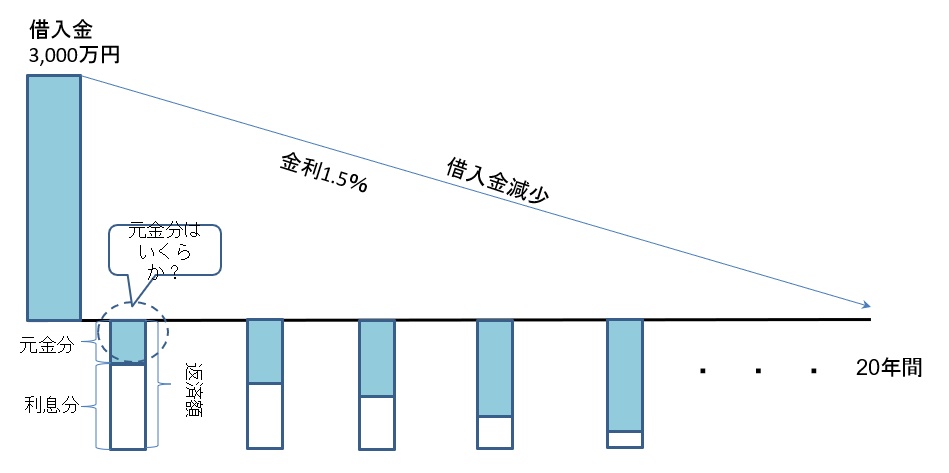 借入金
3,000万円
金利1.5%
借入金減少
元金分は
いくら
か？
元金分
利息分
返済額
・ ・ ・ 20年間